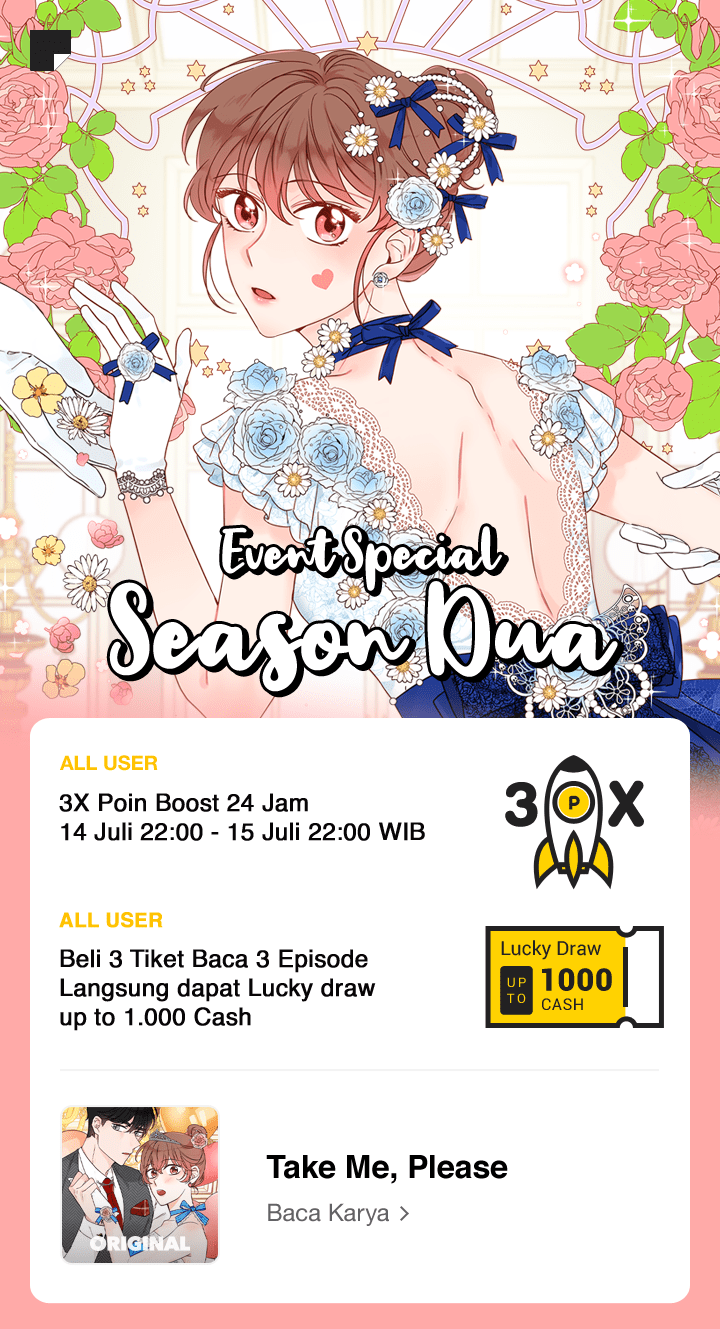 Event Special
Season Dua
ALL USER
3X Poin Boost 24 Jam
14 Juli 22:00 - 15 Juli 22:00 WIB
3 P X
ALL USER
Beli 3 Tiket Baca 3 Episode
Langsung dapat Lucky draw
up to 1.000 Cash
Lucky Draw
UP TO
1000
CASH
ORIGINAL
Take Me, Please
Baca Karya >